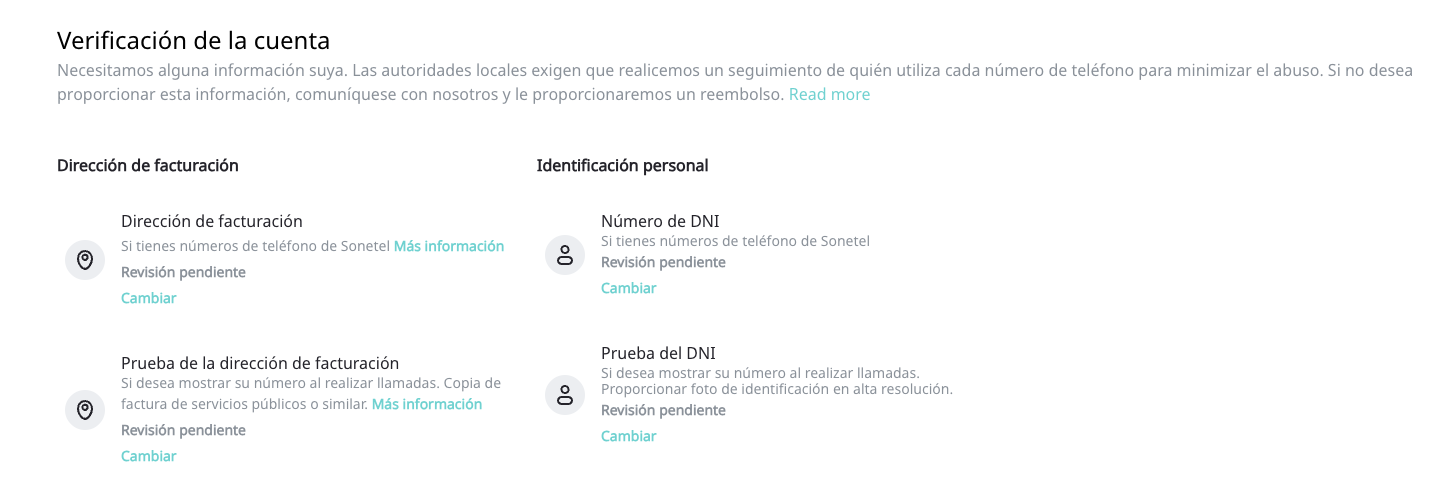 Verificación de la cuenta
Necesitamos alguna información suya. Las autoridades locales exigen que realicemos un seguimiento de quién utiliza cada número de teléfono para minimizar el abuso. Si no desea
proporcionar esta información, comuníquese con nosotros y le proporcionaremos un reembolso. Read more
Dirección de facturación
Dirección de facturación
Si tienes números de teléfono de Sonetel Más información
Revisión pendiente
Cambiar
Prueba de la dirección de facturación
Si desea mostrar su número al realizar llamadas. Copia de
factura de servicios públicos o similar. Más información
Revisión pendiente
Cambiar
Identificación personal
Número de DNI
Si tienes números de teléfono de Sonetel
Revisión pendiente
Cambiar
Prueba del DNI
Si desea mostrar su número al realizar llamadas.
Proporcionar foto de identificación en alta resolución.
Revisión pendiente
Cambiar